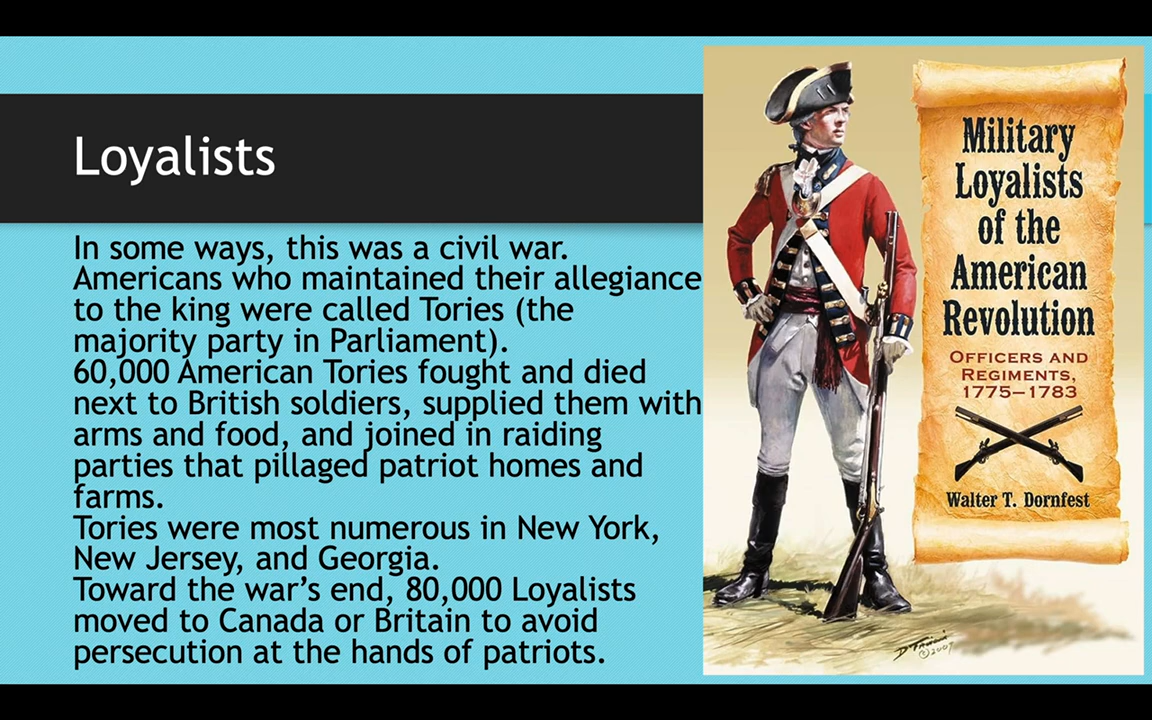 Loyalists
In some ways, this was a civil war.
Americans who maintained their allegiance
to the king were called Tories (the
majority party in Parliament).
60,000 American Tories fought and died
next to British soldiers, supplied them with
arms and food, and joined in raiding
parties that pillaged patriot homes and
farms.
Tories were most numerous in New York,
New Jersey, and Georgia.
Toward the war’s end, 80,000 Loyalists
moved to Canada or Britain to avoid
persecution at the hands of patriots.
Military
Loyalists
of the
American
Revolution
OFFICERS AND
REGIMENTS,
1775–1783
Walter T. Dornfest
©2007